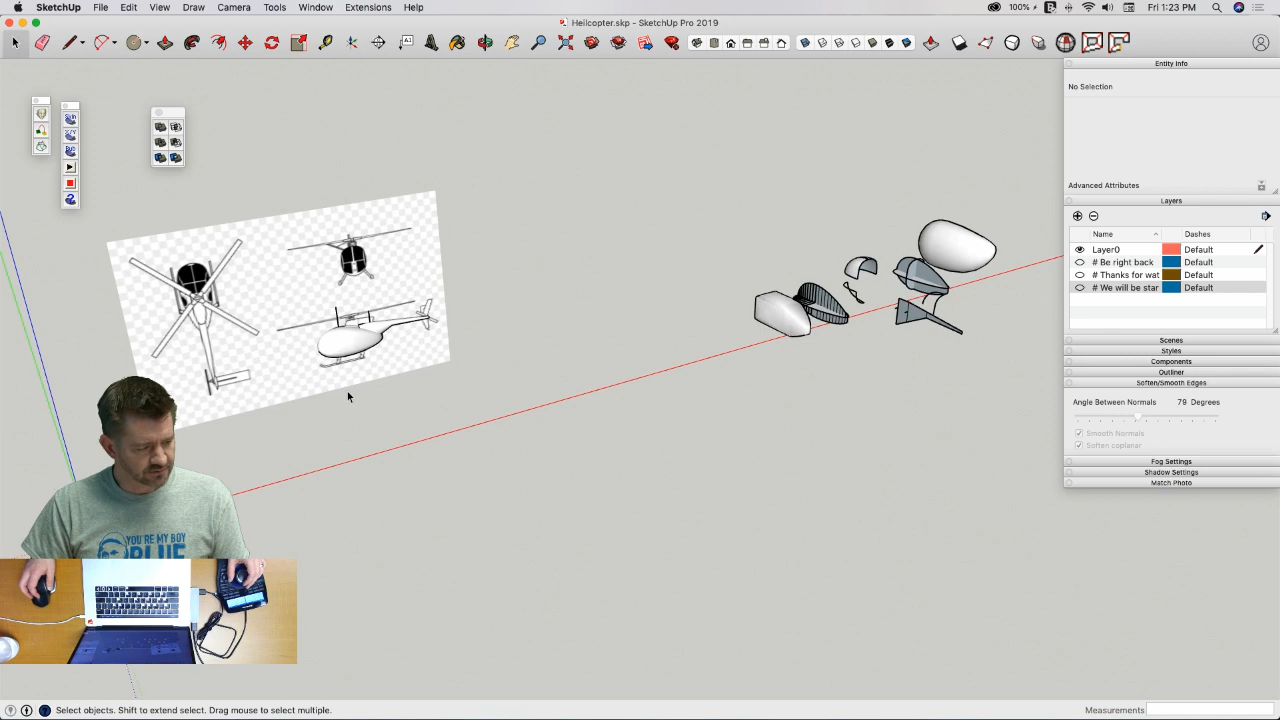 SketchUp File Edit View Draw Camera Tools Window Extensions Help
100% Fri 1:23 PM
Heilcopter.skp - SketchUp Pro 2019
Entity Info
No Selection
Advanced Attributes
Layers
Name Dashes
Layer0 Default
# Be right back Default
# Thanks for wat Default
# We will be star Default
Scenes
Styles
Components
Outliner
Soften/Smooth Edges
Angle Between Normals 79 Degrees
Smooth Normals
Soften coplanar
Fog Settings
Shadow Settings
Match Photo
YOU'RE MY BOY
BLUE
Select objects. Shift to extend select. Drag mouse to select multiple.
Measurements